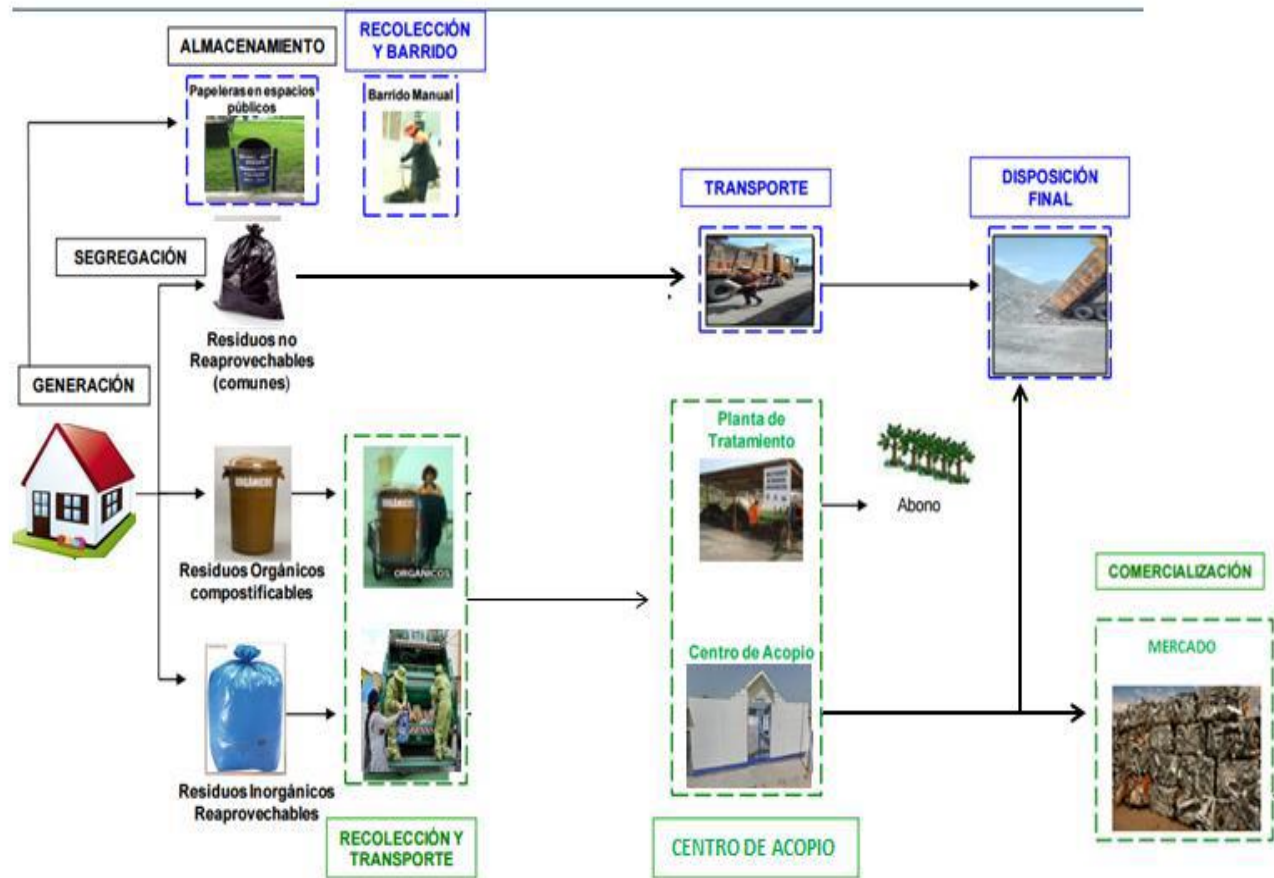 ALMACENAMIENTO
RECOLECCIÓN
Y BARRIDO
Papeleras en espacios
públicos
Barrido Manual
TRANSPORTE
DISPOSICIÓN
FINAL
SEGREGACIÓN
Residuos no
Reaprovechables
(comunes)
GENERACIÓN
Planta de
Tratamiento
Abono
ORGÁNICOS
ORGÁNICOS
ORGÁNICOS
Residuos Orgánicos
compostificables
COMERCIALIZACIÓN
MERCADO
Centro de Acopio
Residuos Inorgánicos
Reaprovechables
RECOLECCIÓN Y
TRANSPORTE
CENTRO DE ACOPIO